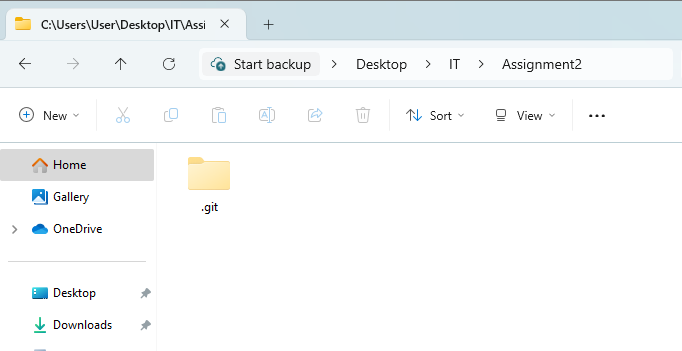 C:\Users\User\Desktop\IT\Assi
Start backup > Desktop > IT > Assignment2
New Sort View
Home
Gallery
OneDrive
.git
Desktop
Downloads